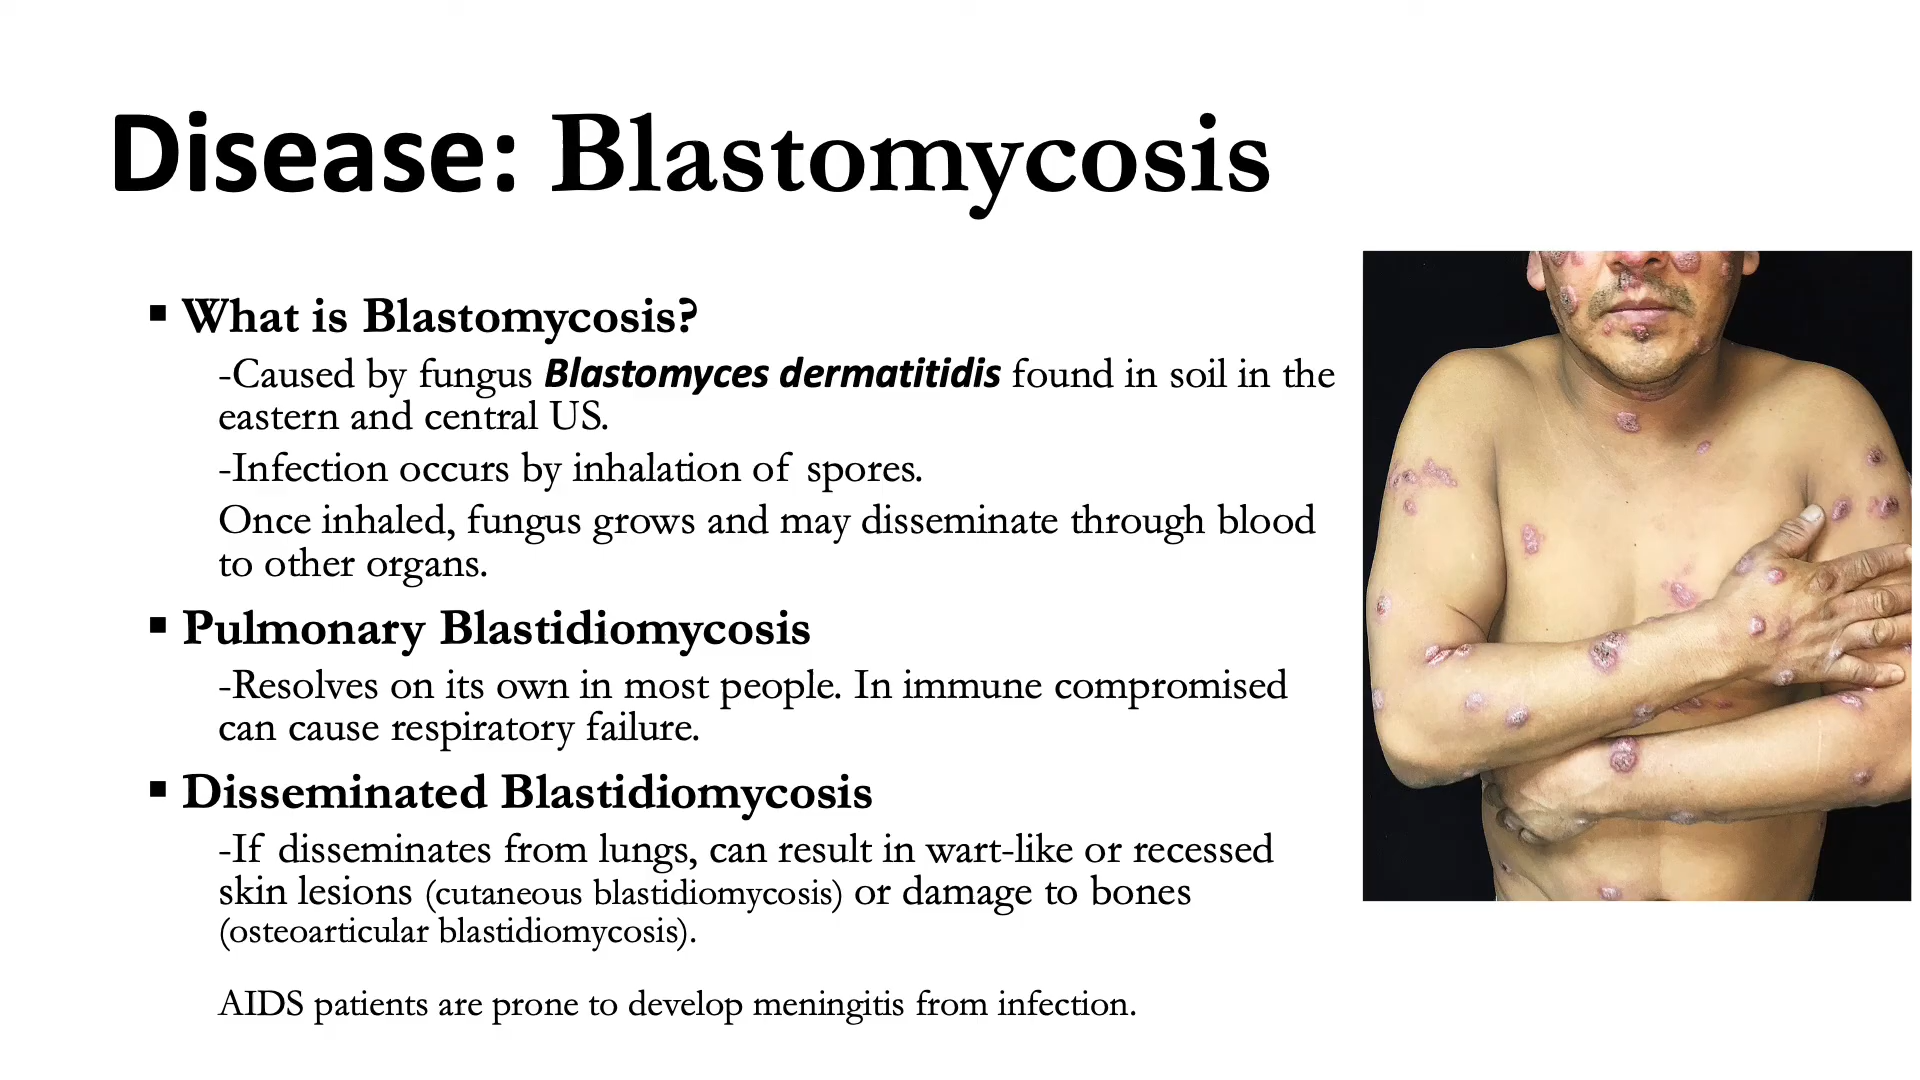 Disease: Blastomycosis
▪ What is Blastomycosis?
-Caused by fungus Blastomyces dermatitidis found in soil in the
eastern and central US.
-Infection occurs by inhalation of spores.
Once inhaled, fungus grows and may disseminate through blood
to other organs.
▪ Pulmonary Blastidiomycosis
-Resolves on its own in most people. In immune compromised
can cause respiratory failure.
▪ Disseminated Blastidiomycosis
-If disseminates from lungs, can result in wart-like or recessed
skin lesions (cutaneous blastidiomycosis) or damage to bones
(osteoarticular blastidiomycosis).
AIDS patients are prone to develop meningitis from infection.